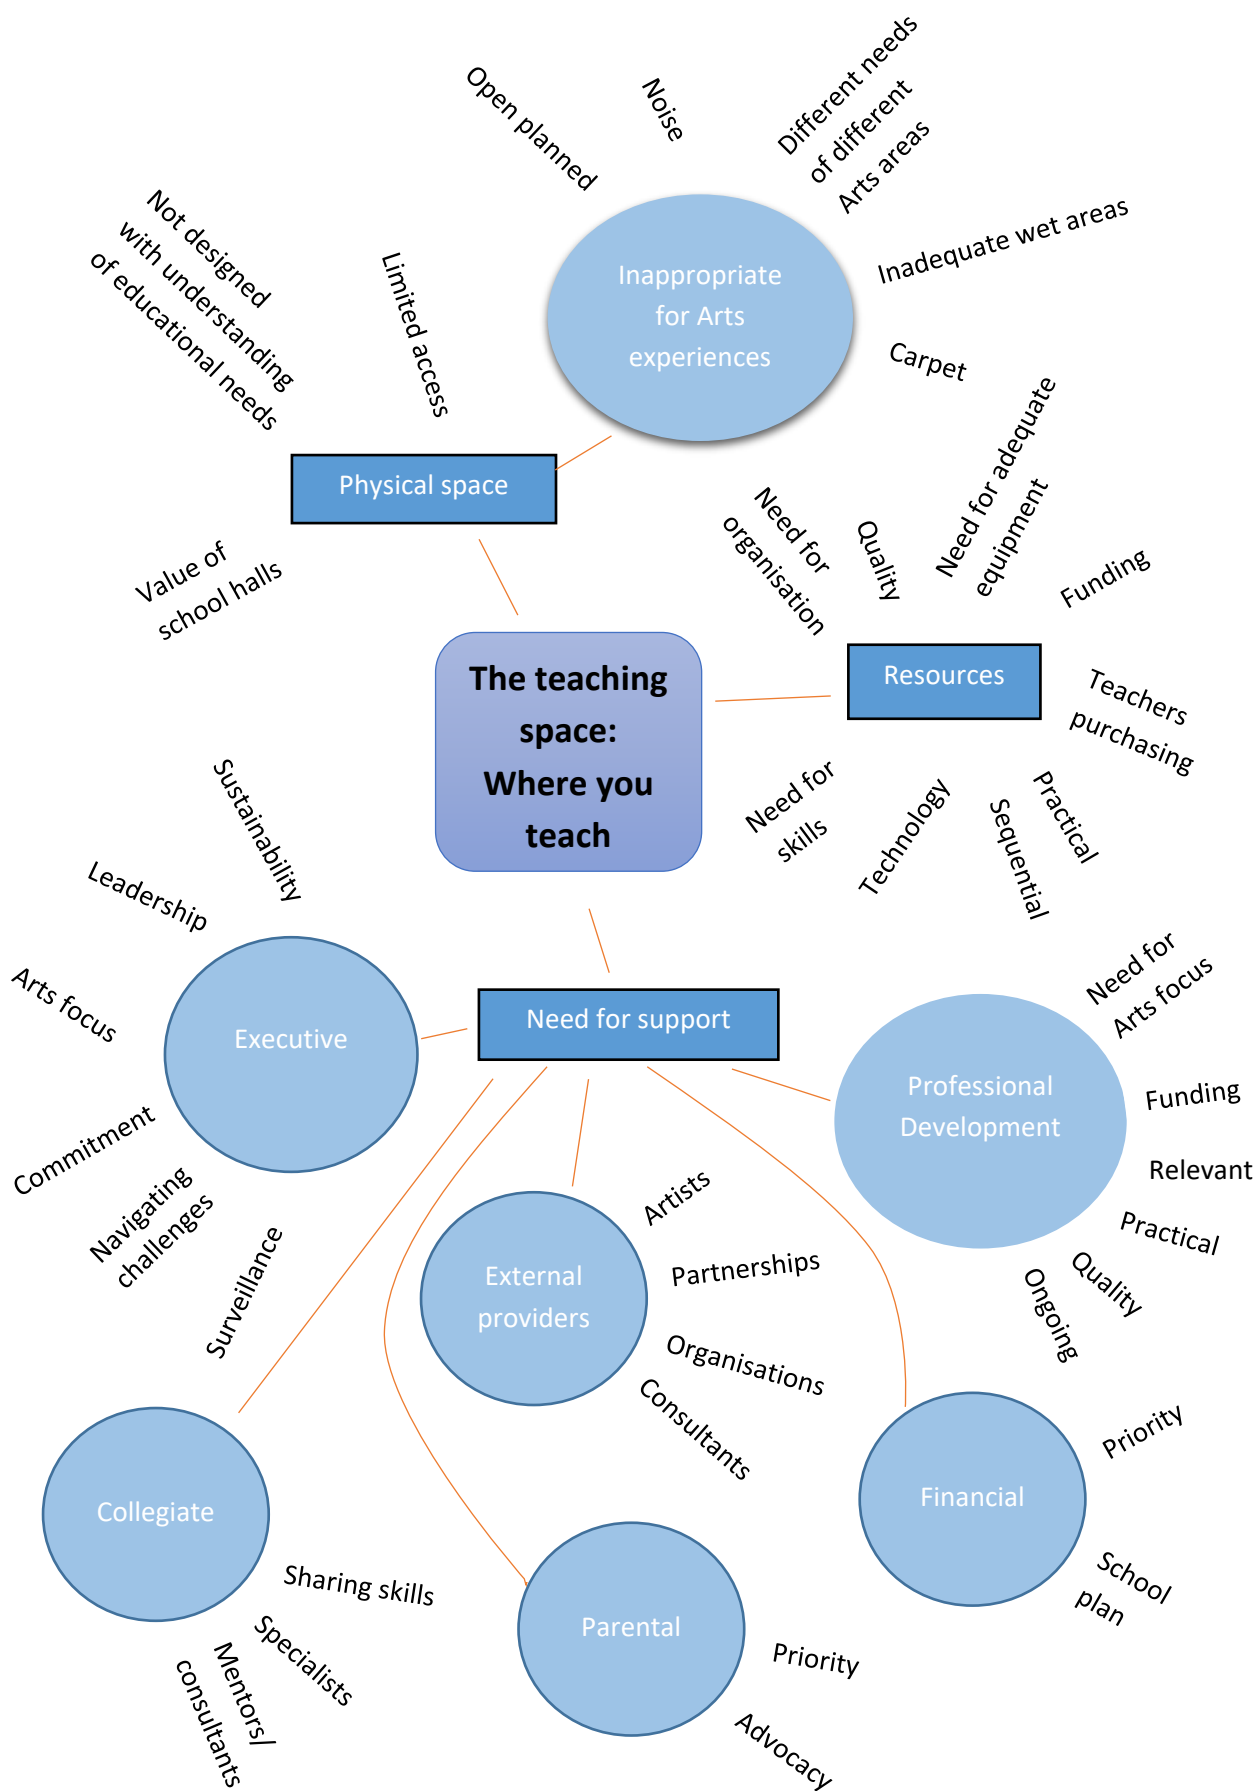 Open planned
Noise
Different needs
of different
Arts areas
Inadequate wet areas
Carpet
Inappropriate
for Arts
experiences
Not designed
with understanding
of educational needs
Limited access
Physical space
Value of
school halls
Need for
organisation
Quality
Need for adequate
equipment
Funding
Resources
Teachers
purchasing
Need for
skills
Technology
Sequential
Practical
The teaching
space:
Where you
teach
Sustainability
Leadership
Arts focus
Executive
Commitment
Navigating
challenges
Surveillance
Need for support
Need for
Arts focus
Professional
Development
Funding
Relevant
Practical
Quality
Ongoing
Artists
Partnerships
External
providers
Organisations
Consultants
Priority
Financial
School
plan
Collegiate
Sharing skills
Specialists
Mentors/
consultants
Parental
Priority
Advocacy